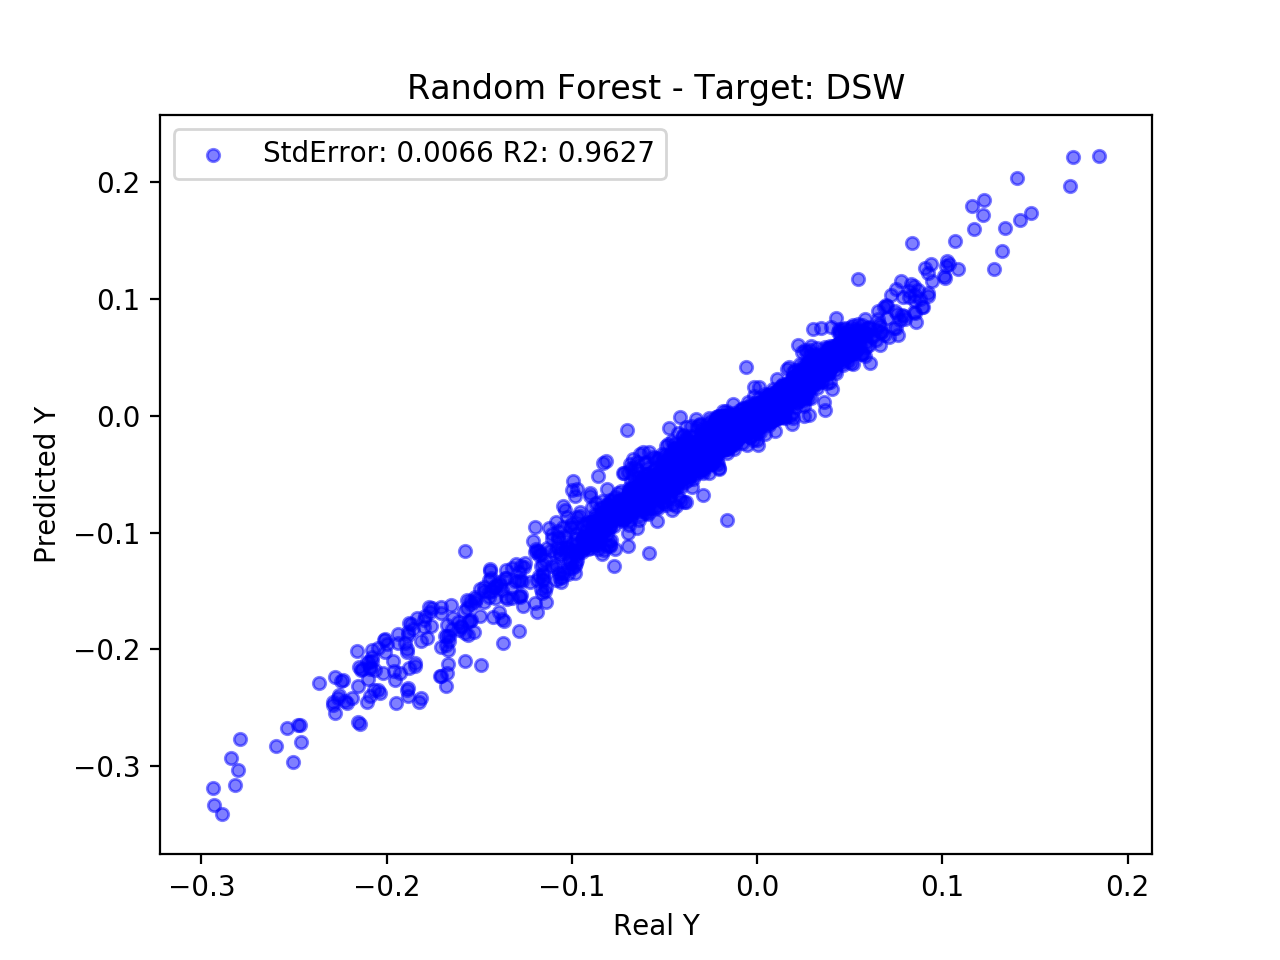 Random Forest - Target: DSW
StdError: 0.0066 R2: 0.9627
0.2
0.1
0.0
−0.1
−0.2
−0.3
Predicted Y
−0.3 −0.2 −0.1 0.0 0.1 0.2
Real Y